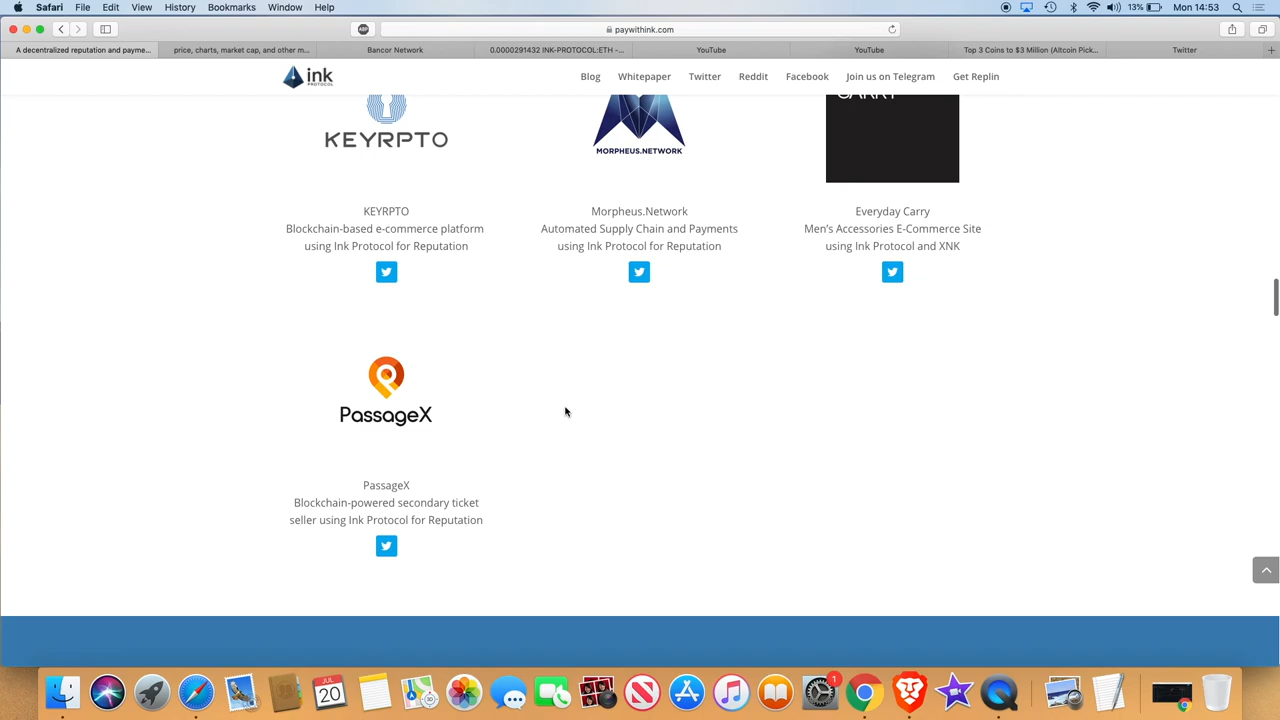 Safari File Edit View History Bookmarks Window Help 13% Mon 14:53
ABP paywithink.com
A decentralized reputation and payme... price, charts, market cap, and other m... Bancor Network 0.0000291432 INK-PROTOCOL:ETH -... YouTube YouTube Top 3 Coins to $3 Million (Altcoin Pick... Twitter
ink PROTOCOL Blog Whitepaper Twitter Reddit Facebook Join us on Telegram Get Replin
CARRY
KEYRPTO
MORPHEUS.NETWORK
KEYRPTO
Blockchain-based e-commerce platform
using Ink Protocol for Reputation
Morpheus.Network
Automated Supply Chain and Payments
using Ink Protocol for Reputation
Everyday Carry
Men's Accessories E-Commerce Site
using Ink Protocol and XNK
PassageX
PassageX
Blockchain-powered secondary ticket
seller using Ink Protocol for Reputation
JUL
20
1